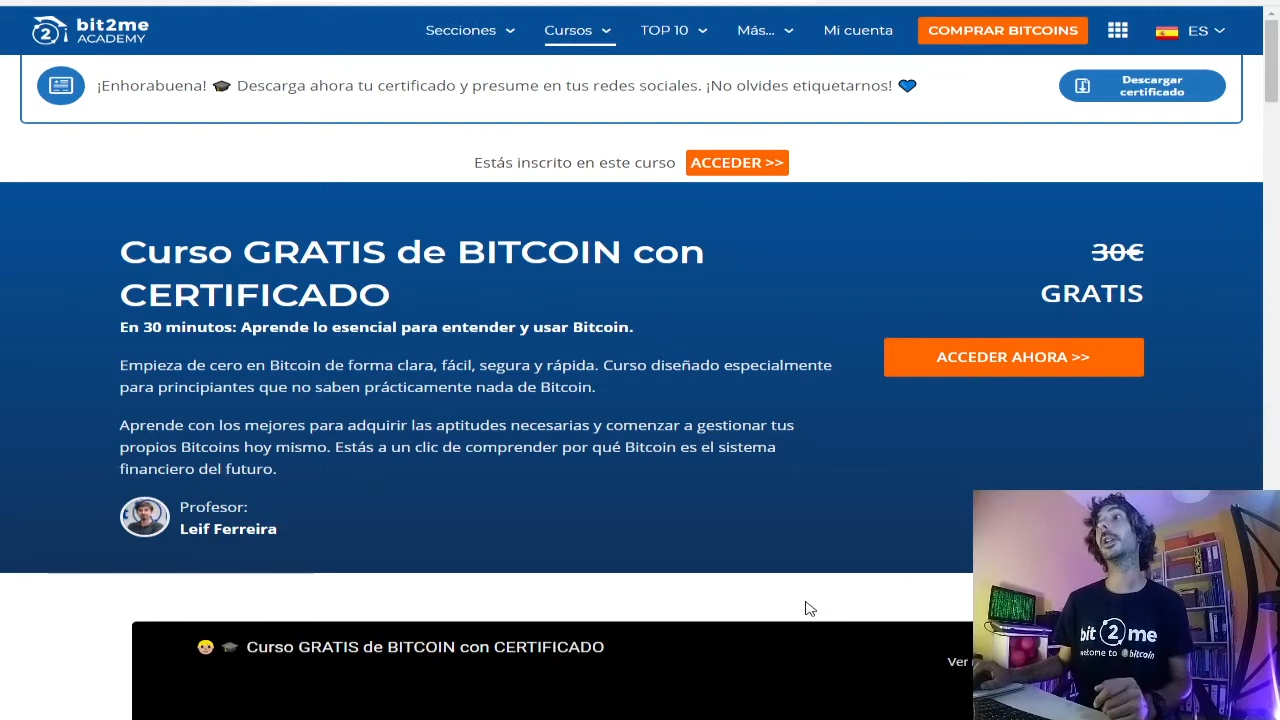 bit2me
ACADEMY
Secciones
Cursos
TOP 10
Más...
Mi cuenta
COMPRAR BITCOINS
ES
¡Enhorabuena! 🎓 Descarga ahora tu certificado y presume en tus redes sociales. ¡No olvides etiquetarnos! 💙
Descargar
certificado
Estás inscrito en este curso
ACCEDER >>
Curso GRATIS de BITCOIN con
CERTIFICADO
30€
GRATIS
En 30 minutos: Aprende lo esencial para entender y usar Bitcoin.
ACCEDER AHORA >>
Empieza de cero en Bitcoin de forma clara, fácil, segura y rápida. Curso diseñado especialmente
para principiantes que no saben prácticamente nada de Bitcoin.
Aprende con los mejores para adquirir las aptitudes necesarias y comenzar a gestionar tus
propios Bitcoins hoy mismo. Estás a un clic de comprender por qué Bitcoin es el sistema
financiero del futuro.
Profesor:
Leif Ferreira
Curso GRATIS de BITCOIN con CERTIFICADO
Ver
bit2me
welcome to @bitcoin